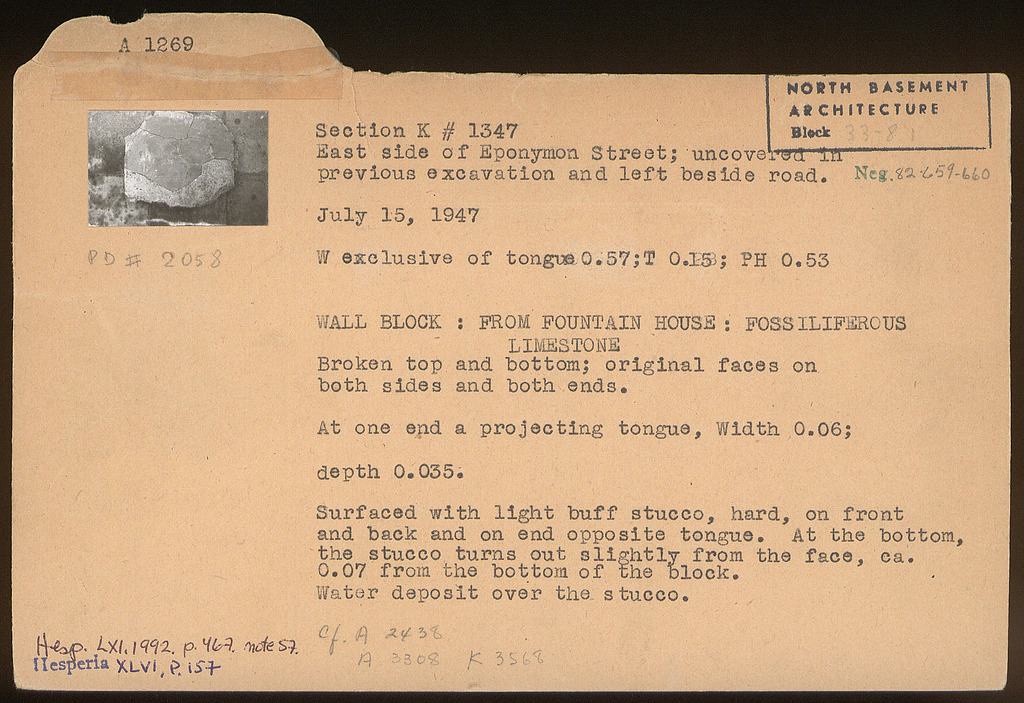 A 1269
NORTH BASEMENT
ARCHITECTURE
Block 33-8
Section K # 1347
East side of Eponymon Street; uncovered in
previous excavation and left beside road.
Neg. 82-659-660
July 15, 1947
PD # 2058
W exclusive of tongue 0.57; T 0.15; PH 0.53
WALL BLOCK : FROM FOUNTAIN HOUSE : FOSSILIFEROUS
LIMESTONE
Broken top and bottom; original faces on
both sides and both ends.
At one end a projecting tongue, Width 0.06;
depth 0.035.
Surfaced with light buff stucco, hard, on front
and back and on end opposite tongue. At the bottom,
the stucco turns out slightly from the face, ca.
0.07 from the bottom of the block.
Water deposit over the stucco.
Cf. A 2438
A 3308 K 3568
Hesp. LXI, 1992. p. 467. note 57.
Hesperia XLVI, P. 157